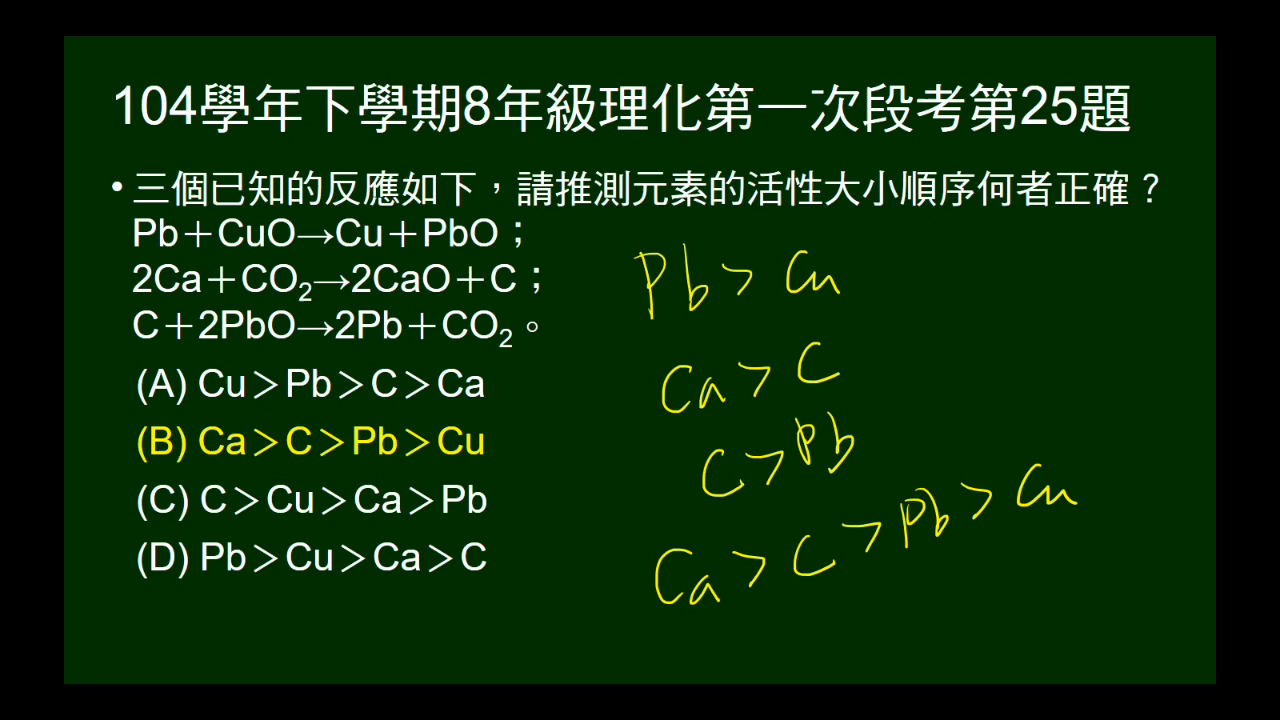 104學年下學期8年級理化第一次段考第25題
•三個已知的反應如下，請推測元素的活性大小順序何者正確？
Pb＋CuO→Cu＋PbO；
2Ca＋CO₂→2CaO＋C；
C＋2PbO→2Pb＋CO₂。
(A) Cu＞Pb＞C＞Ca
(B) Ca＞C＞Pb＞Cu
(C) C＞Cu＞Ca＞Pb
(D) Pb＞Cu＞Ca＞C
Pb > Cu
Ca > C
C > Pb
Ca > C > Pb > Cu